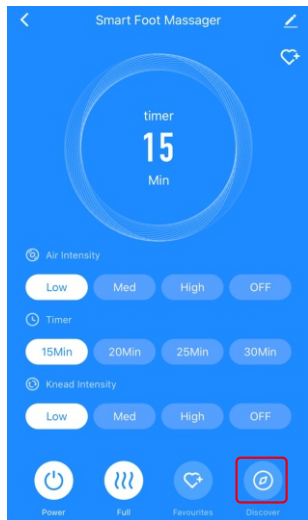 Smart Foot Massager
timer
15
Min
Air Intensity
Low Med High OFF
Timer
15Min 20Min 25Min 30Min
Knead Intensity
Low Med High OFF
Power Full Favourites Discover